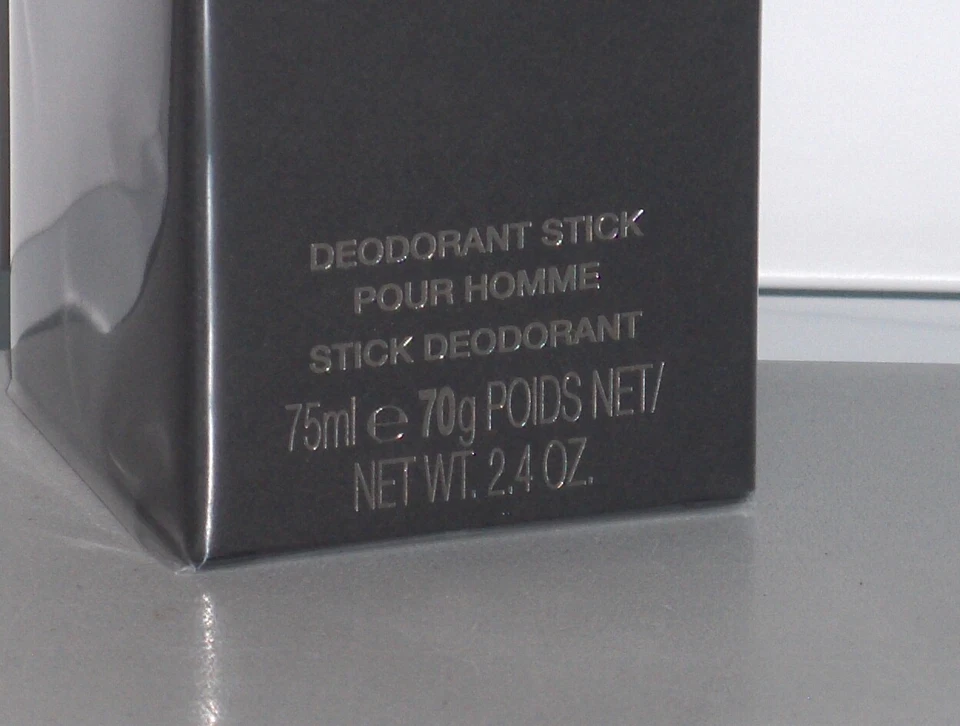 DEODORANT STICK
POUR HOMME
STICK DEODORANT
75ml ℮ 70g POIDS NET/
NET WT. 2.4 OZ.